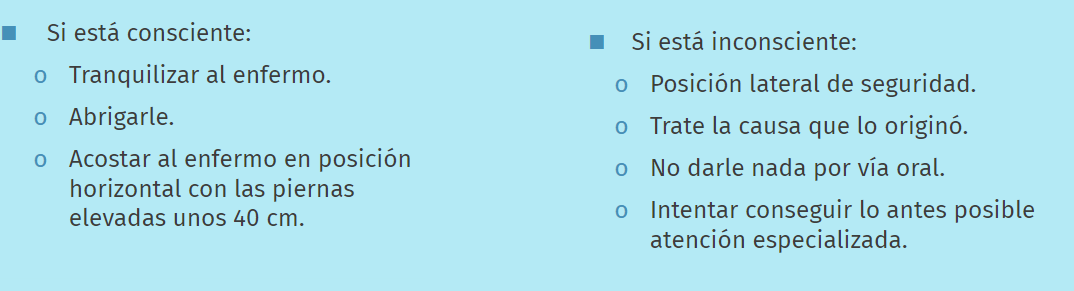 ■ Si está consciente:
o Tranquilizar al enfermo.
o Abrigarle.
o Acostar al enfermo en posición
horizontal con las piernas
elevadas unos 40 cm.
■ Si está inconsciente:
o Posición lateral de seguridad.
o Trate la causa que lo originó.
o No darle nada por vía oral.
o Intentar conseguir lo antes posible
atención especializada.